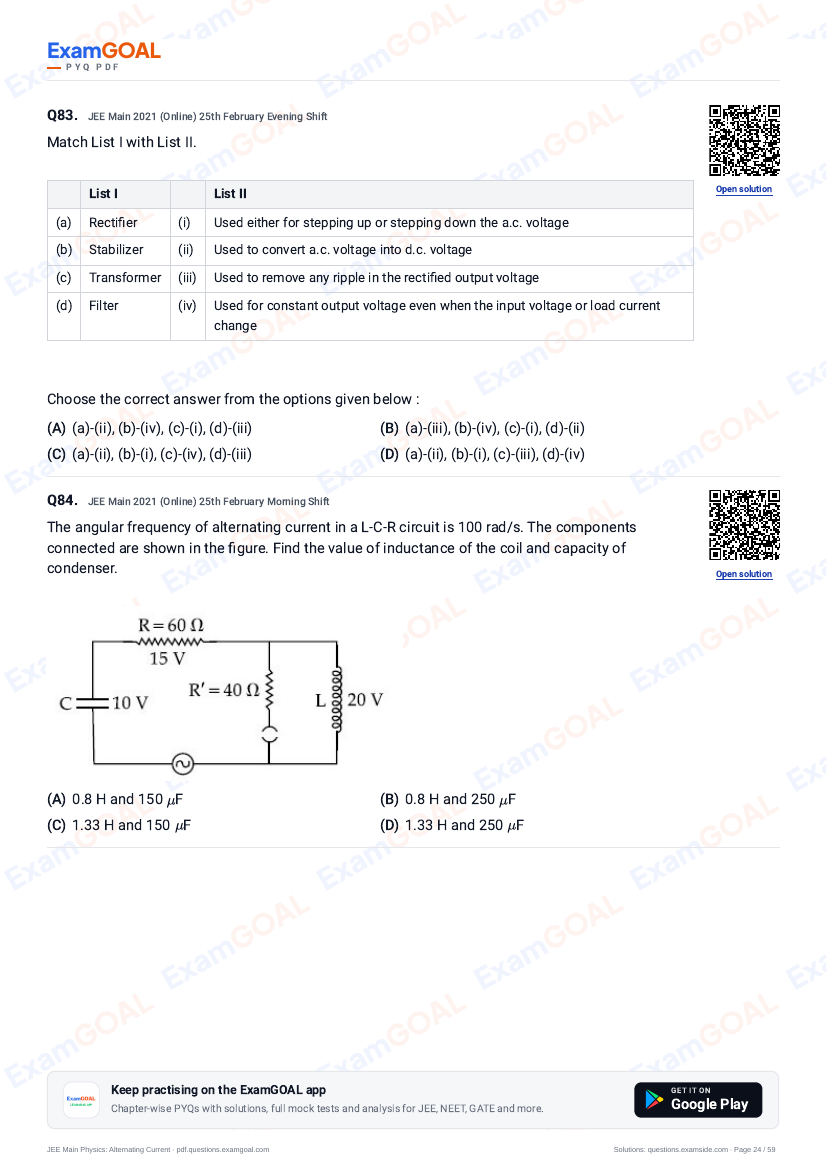 ExamGOAL
PYQ PDF
Q83. JEE Main 2021 (Online) 25th February Evening Shift
Match List I with List II.
Open solution
List I List II
(a) Rectifier (i) Used either for stepping up or stepping down the a.c. voltage
(b) Stabilizer (ii) Used to convert a.c. voltage into d.c. voltage
(c) Transformer (iii) Used to remove any ripple in the rectified output voltage
(d) Filter (iv) Used for constant output voltage even when the input voltage or load current
change
Choose the correct answer from the options given below :
(A) (a)-(ii), (b)-(iv), (c)-(i), (d)-(iii) (B) (a)-(iii), (b)-(iv), (c)-(i), (d)-(ii)
(C) (a)-(ii), (b)-(i), (c)-(iv), (d)-(iii) (D) (a)-(ii), (b)-(i), (c)-(iii), (d)-(iv)
Q84. JEE Main 2021 (Online) 25th February Morning Shift
The angular frequency of alternating current in a L-C-R circuit is 100 rad/s. The components
connected are shown in the figure. Find the value of inductance of the coil and capacity of
condenser.
Open solution
R = 60 Ω
15 V
C 10 V R' = 40 Ω L 20 V
(A) 0.8 H and 150 μF (B) 0.8 H and 250 μF
(C) 1.33 H and 150 μF (D) 1.33 H and 250 μF
ExamGOAL
Keep practising on the ExamGOAL app
Chapter-wise PYQs with solutions, full mock tests and analysis for JEE, NEET, GATE and more.
GET IT ON
Google Play
JEE Main Physics: Alternating Current · pdf.questions.examgoal.com Solutions: questions.examside.com · Page 24 / 59